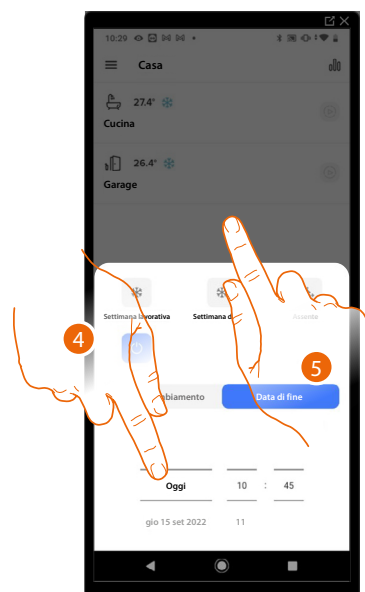 10:29
Casa
27.4°
Cucina
26.4°
Garage
Settimana lavorativa Settimana d Assente
4
5
biamento Data di fine
Oggi 10 : 45
gio 15 set 2022 11